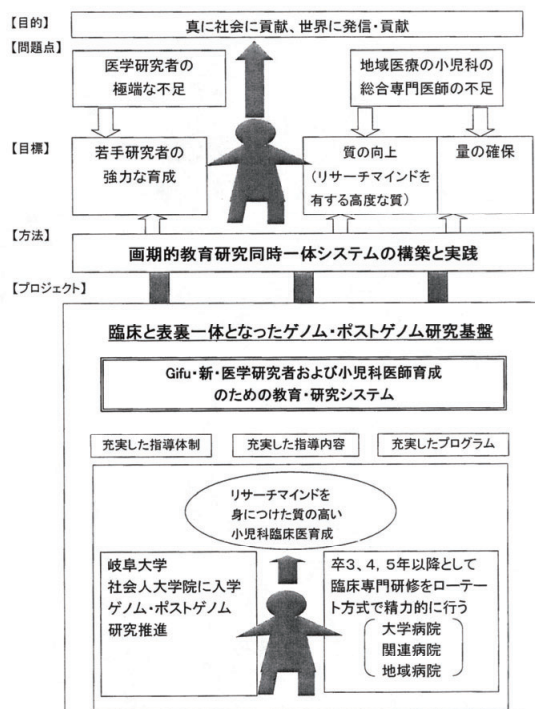 【目的】
真に社会に貢献、世界に発信・貢献
【問題点】
医学研究者の
極端な不足
地域医療の小児科の
総合専門医師の不足
【目標】
若手研究者の
強力な育成
質の向上
(リサーチマインドを
有する高度な質)
量の確保
【方法】
画期的教育研究同時一体システムの構築と実践
【プロジェクト】
臨床と表裏一体となったゲノム・ポストゲノム研究基盤
Gifu・新・医学研究者および小児科医師育成
のための教育・研究システム
充実した指導体制
充実した指導内容
充実したプログラム
リサーチマインドを
身につけた質の高い
小児科臨床医育成
岐阜大学
社会人大学院に入学
ゲノム・ポストゲノム
研究推進
卒3、4, 5年以降として
臨床専門研修をローテー
ト方式で精力的に行う
大学病院
関連病院
地域病院